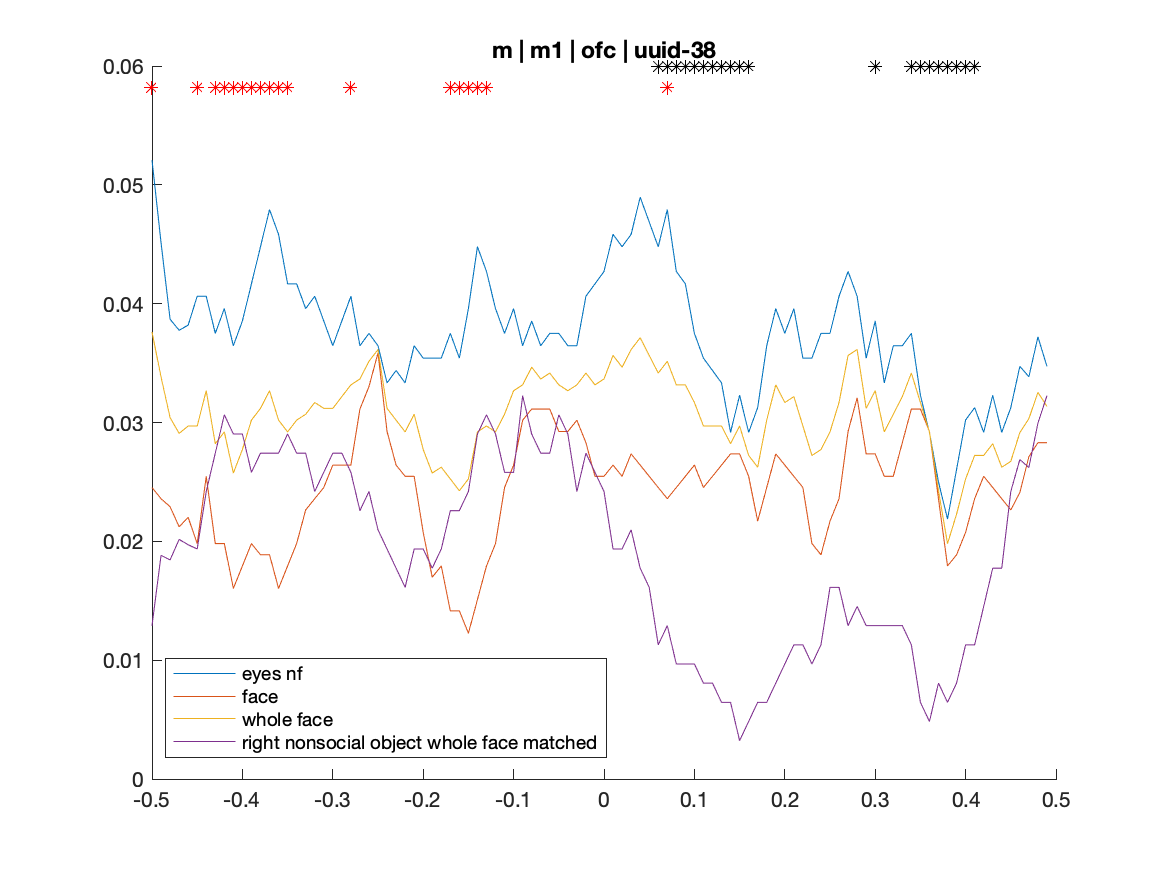 m | m1 | ofc | uuid-38
0.06
0.05
0.04
0.03
0.02
0.01
0
eyes nf
face
whole face
right nonsocial object whole face matched
-0.5 -0.4 -0.3 -0.2 -0.1 0 0.1 0.2 0.3 0.4 0.5